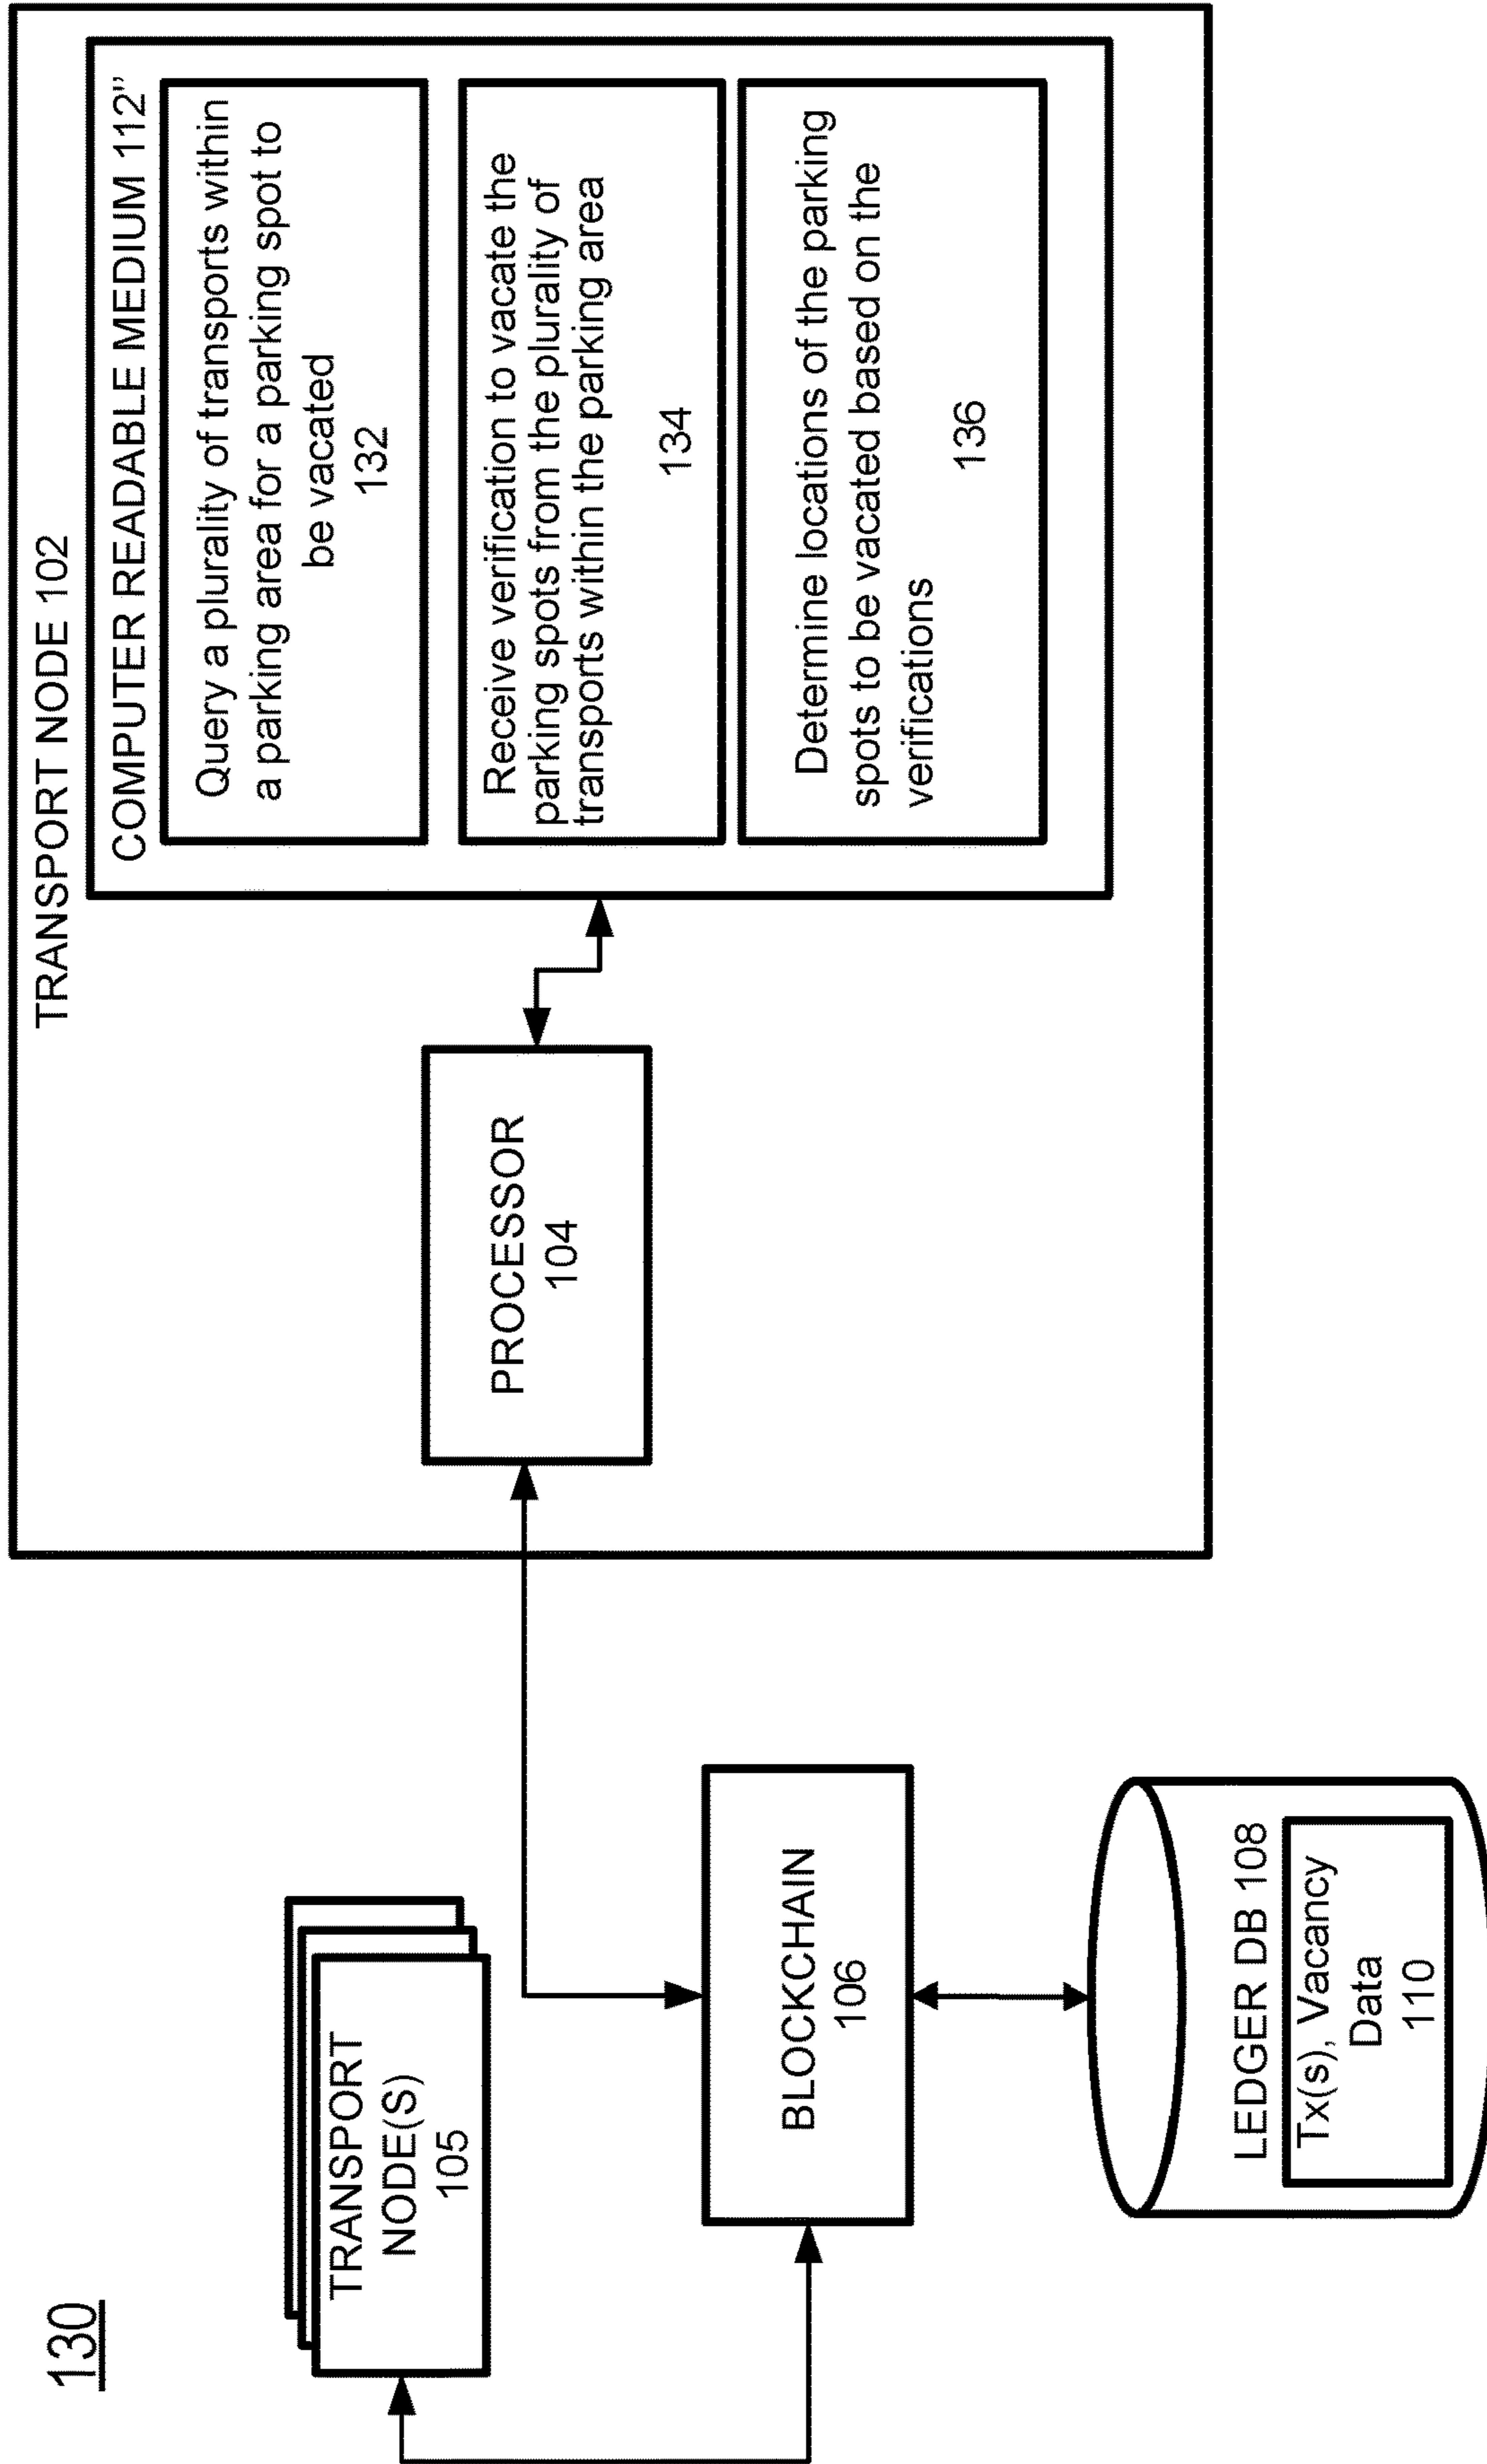 130
TRANSPORT NODE 102
COMPUTER READABLE MEDIUM 112”
Query a plurality of transports within
a parking area for a parking spot to
be vacated
132
Receive verification to vacate the
parking spots from the plurality of
transports within the parking area
134
Determine locations of the parking
spots to be vacated based on the
verifications
136
PROCESSOR
104
TRANSPORT
NODE(S)
105
BLOCKCHAIN
106
LEDGER DB 108
Tx(s), Vacancy
Data
110